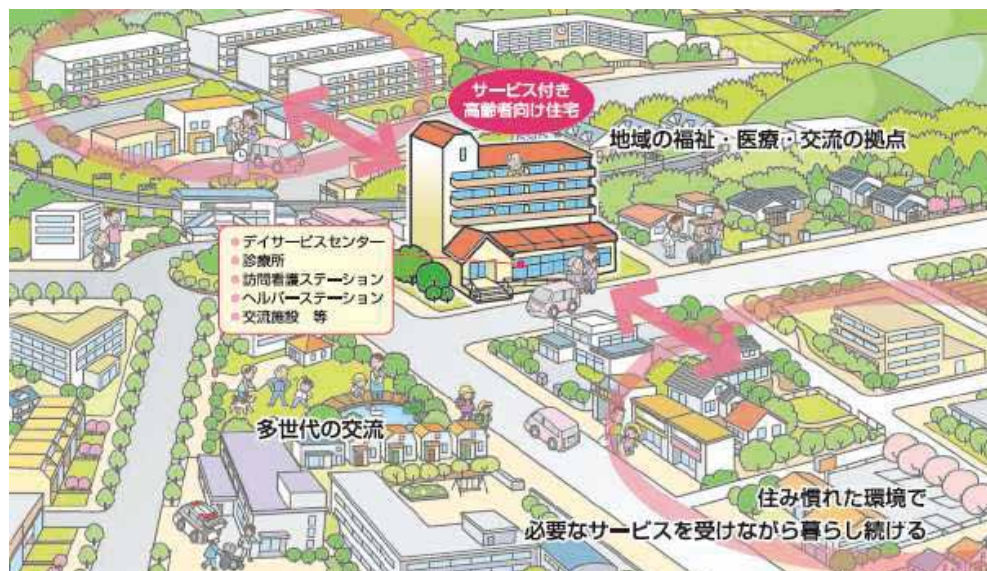 サービス付き
高齢者向け住宅
地域の福祉・医療・交流の拠点
● デイサービスセンター
● 診療所
● 訪問看護ステーション
● ヘルパーステーション
● 交流施設　等
多世代の交流
住み慣れた環境で
必要なサービスを受けながら暮らし続ける